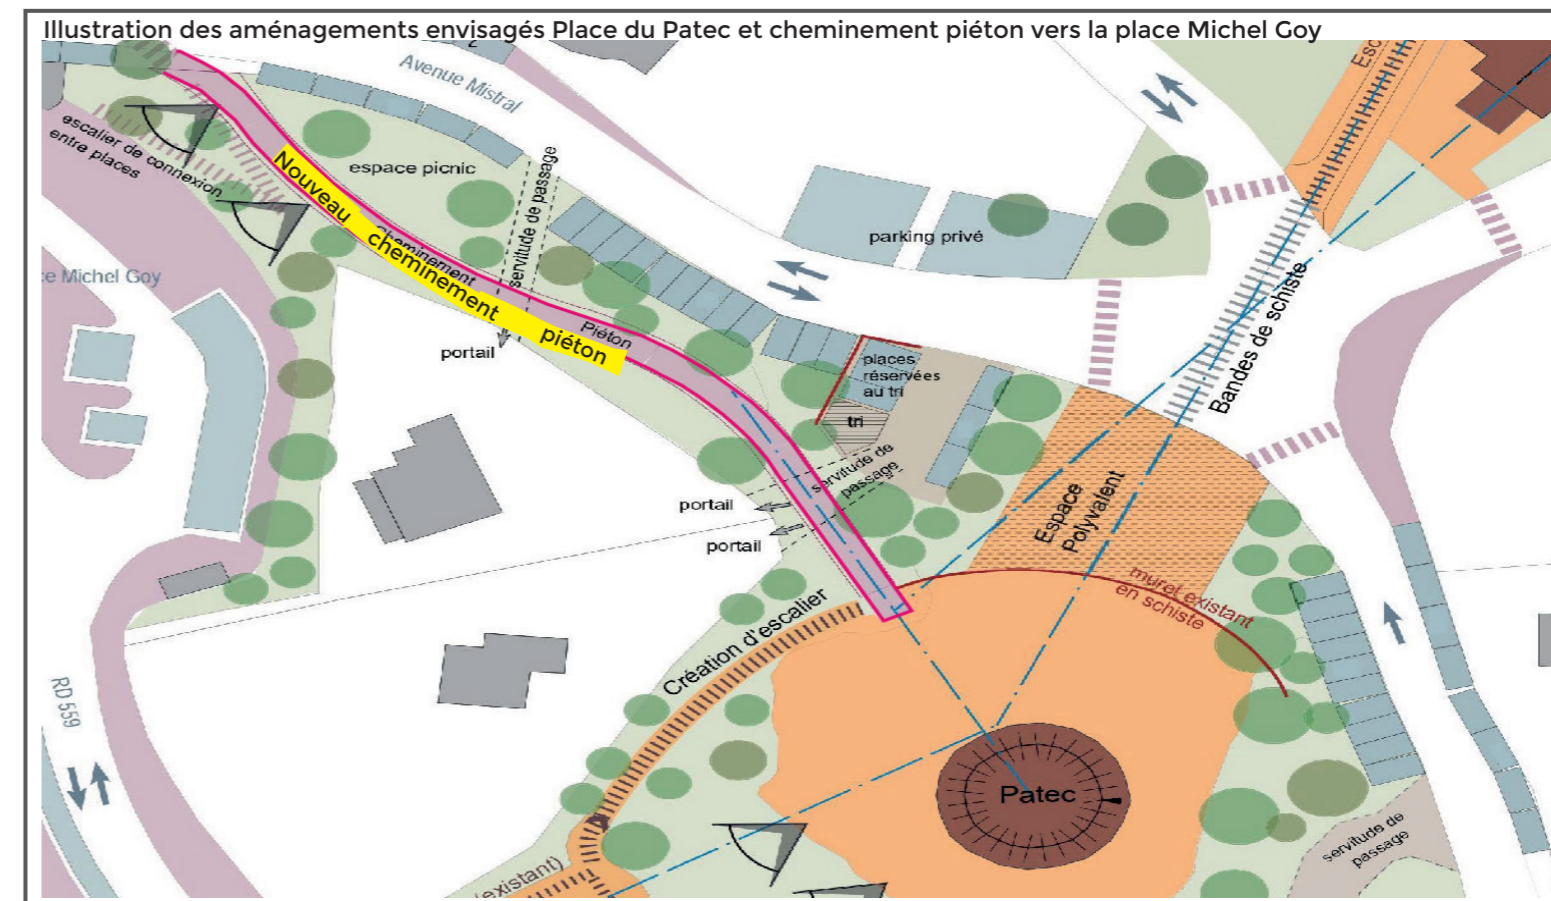 Illustration des aménagements envisagés Place du Patec et cheminement piéton vers la place Michel Goy
Avenue Mistral
escalier de connexion
entre places
espace picnic
servitude de passage
Nouveau cheminement piéton
cheminement
Piéton
portail
parking privé
Michel Goy
places
réservées
au tri
tri
servitude de
passage
portail
portail
Bandes de schiste
Espace
Polyvalent
muret existant
en schiste
Création d'escalier
RD 559
Patec
servitude de
passage
(existant)